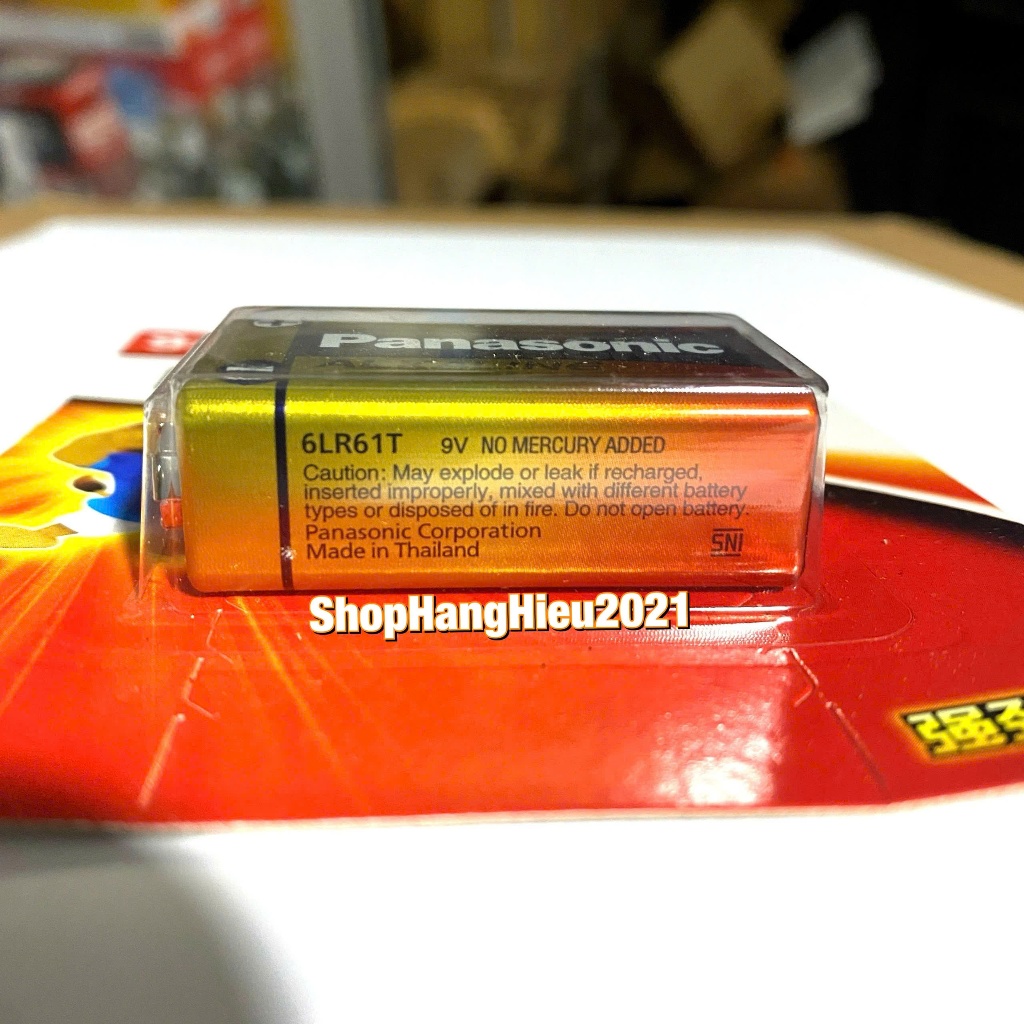 Panasonic
6LR61T 9V NO MERCURY ADDED
Caution: May explode or leak if recharged,
inserted improperly, mixed with different battery
types or disposed of in fire. Do not open battery.
Panasonic Corporation
Made in Thailand
SNI
ShopHangHieu2021
強